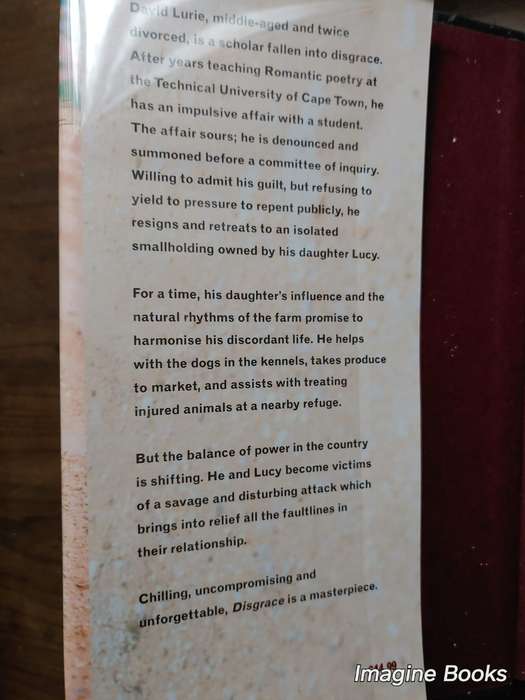 David Lurie, middle-aged and twice
divorced, is a scholar fallen into disgrace.
After years teaching Romantic poetry at
the Technical University of Cape Town, he
has an impulsive affair with a student.
The affair sours; he is denounced and
summoned before a committee of inquiry.
Willing to admit his guilt, but refusing to
yield to pressure to repent publicly, he
resigns and retreats to an isolated
smallholding owned by his daughter Lucy.
For a time, his daughter's influence and the
natural rhythms of the farm promise to
harmonise his discordant life. He helps
with the dogs in the kennels, takes produce
to market, and assists with treating
injured animals at a nearby refuge.
But the balance of power in the country
is shifting. He and Lucy become victims
of a savage and disturbing attack which
brings into relief all the faultlines in
their relationship.
Chilling, uncompromising and
unforgettable, Disgrace is a masterpiece.
Imagine Books